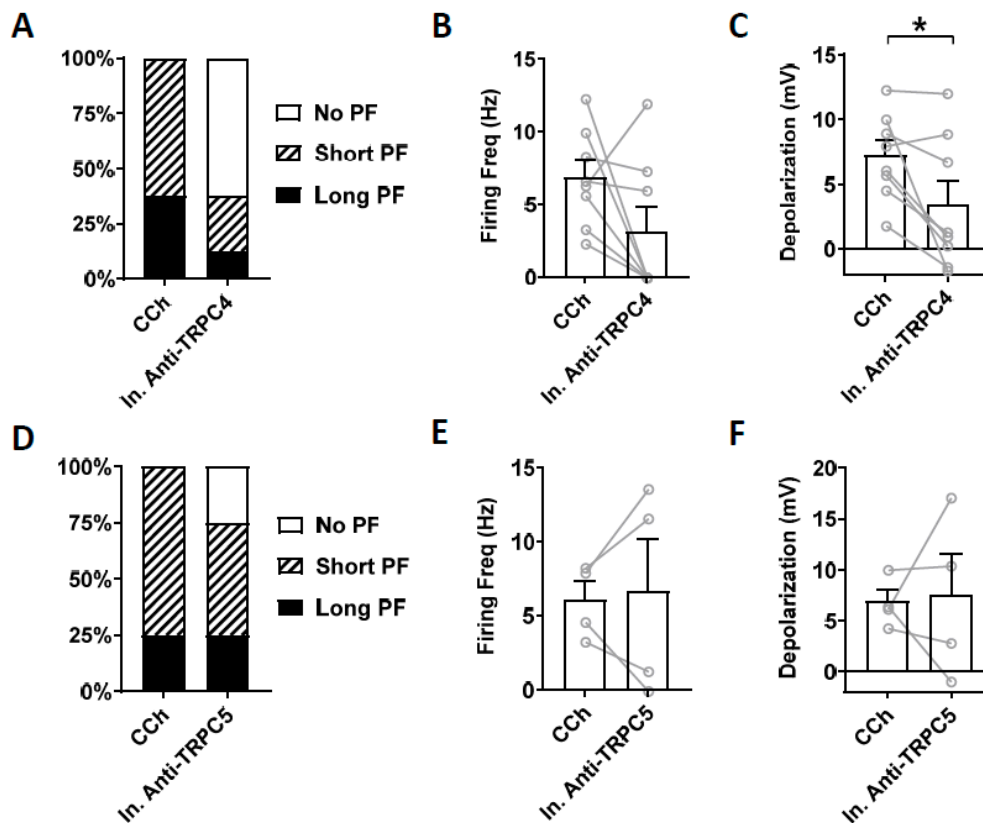 A
100%
75%
50%
25%
0%
No PF
Short PF
Long PF
CCh
In. Anti-TRPC4
B
Firing Freq (Hz)
15
10
5
0
CCh
In. Anti-TRPC4
C
Depolarization (mV)
*
15
10
5
0
CCh
In. Anti-TRPC4
D
100%
75%
50%
25%
0%
No PF
Short PF
Long PF
CCh
In. Anti-TRPC5
E
Firing Freq (Hz)
15
10
5
0
CCh
In. Anti-TRPC5
F
Depolarization (mV)
20
15
10
5
0
CCh
In. Anti-TRPC5